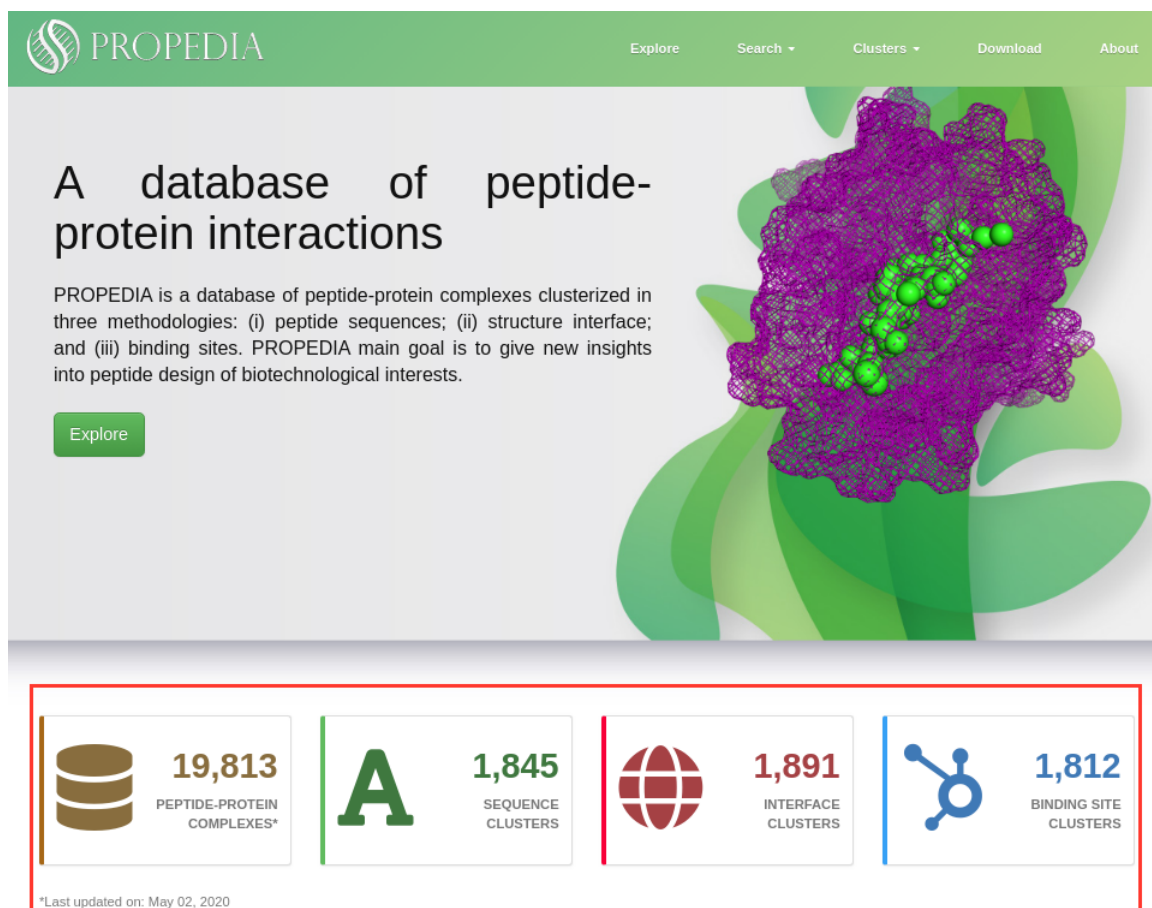 PROPEDIA
Explore Search Clusters Download About
A database of peptide-
protein interactions
PROPEDIA is a database of peptide-protein complexes clusterized in
three methodologies: (i) peptide sequences; (ii) structure interface;
and (iii) binding sites. PROPEDIA main goal is to give new insights
into peptide design of biotechnological interests.
Explore
19,813
PEPTIDE-PROTEIN
COMPLEXES*
A
1,845
SEQUENCE
CLUSTERS
1,891
INTERFACE
CLUSTERS
1,812
BINDING SITE
CLUSTERS
*Last updated on: May 02, 2020